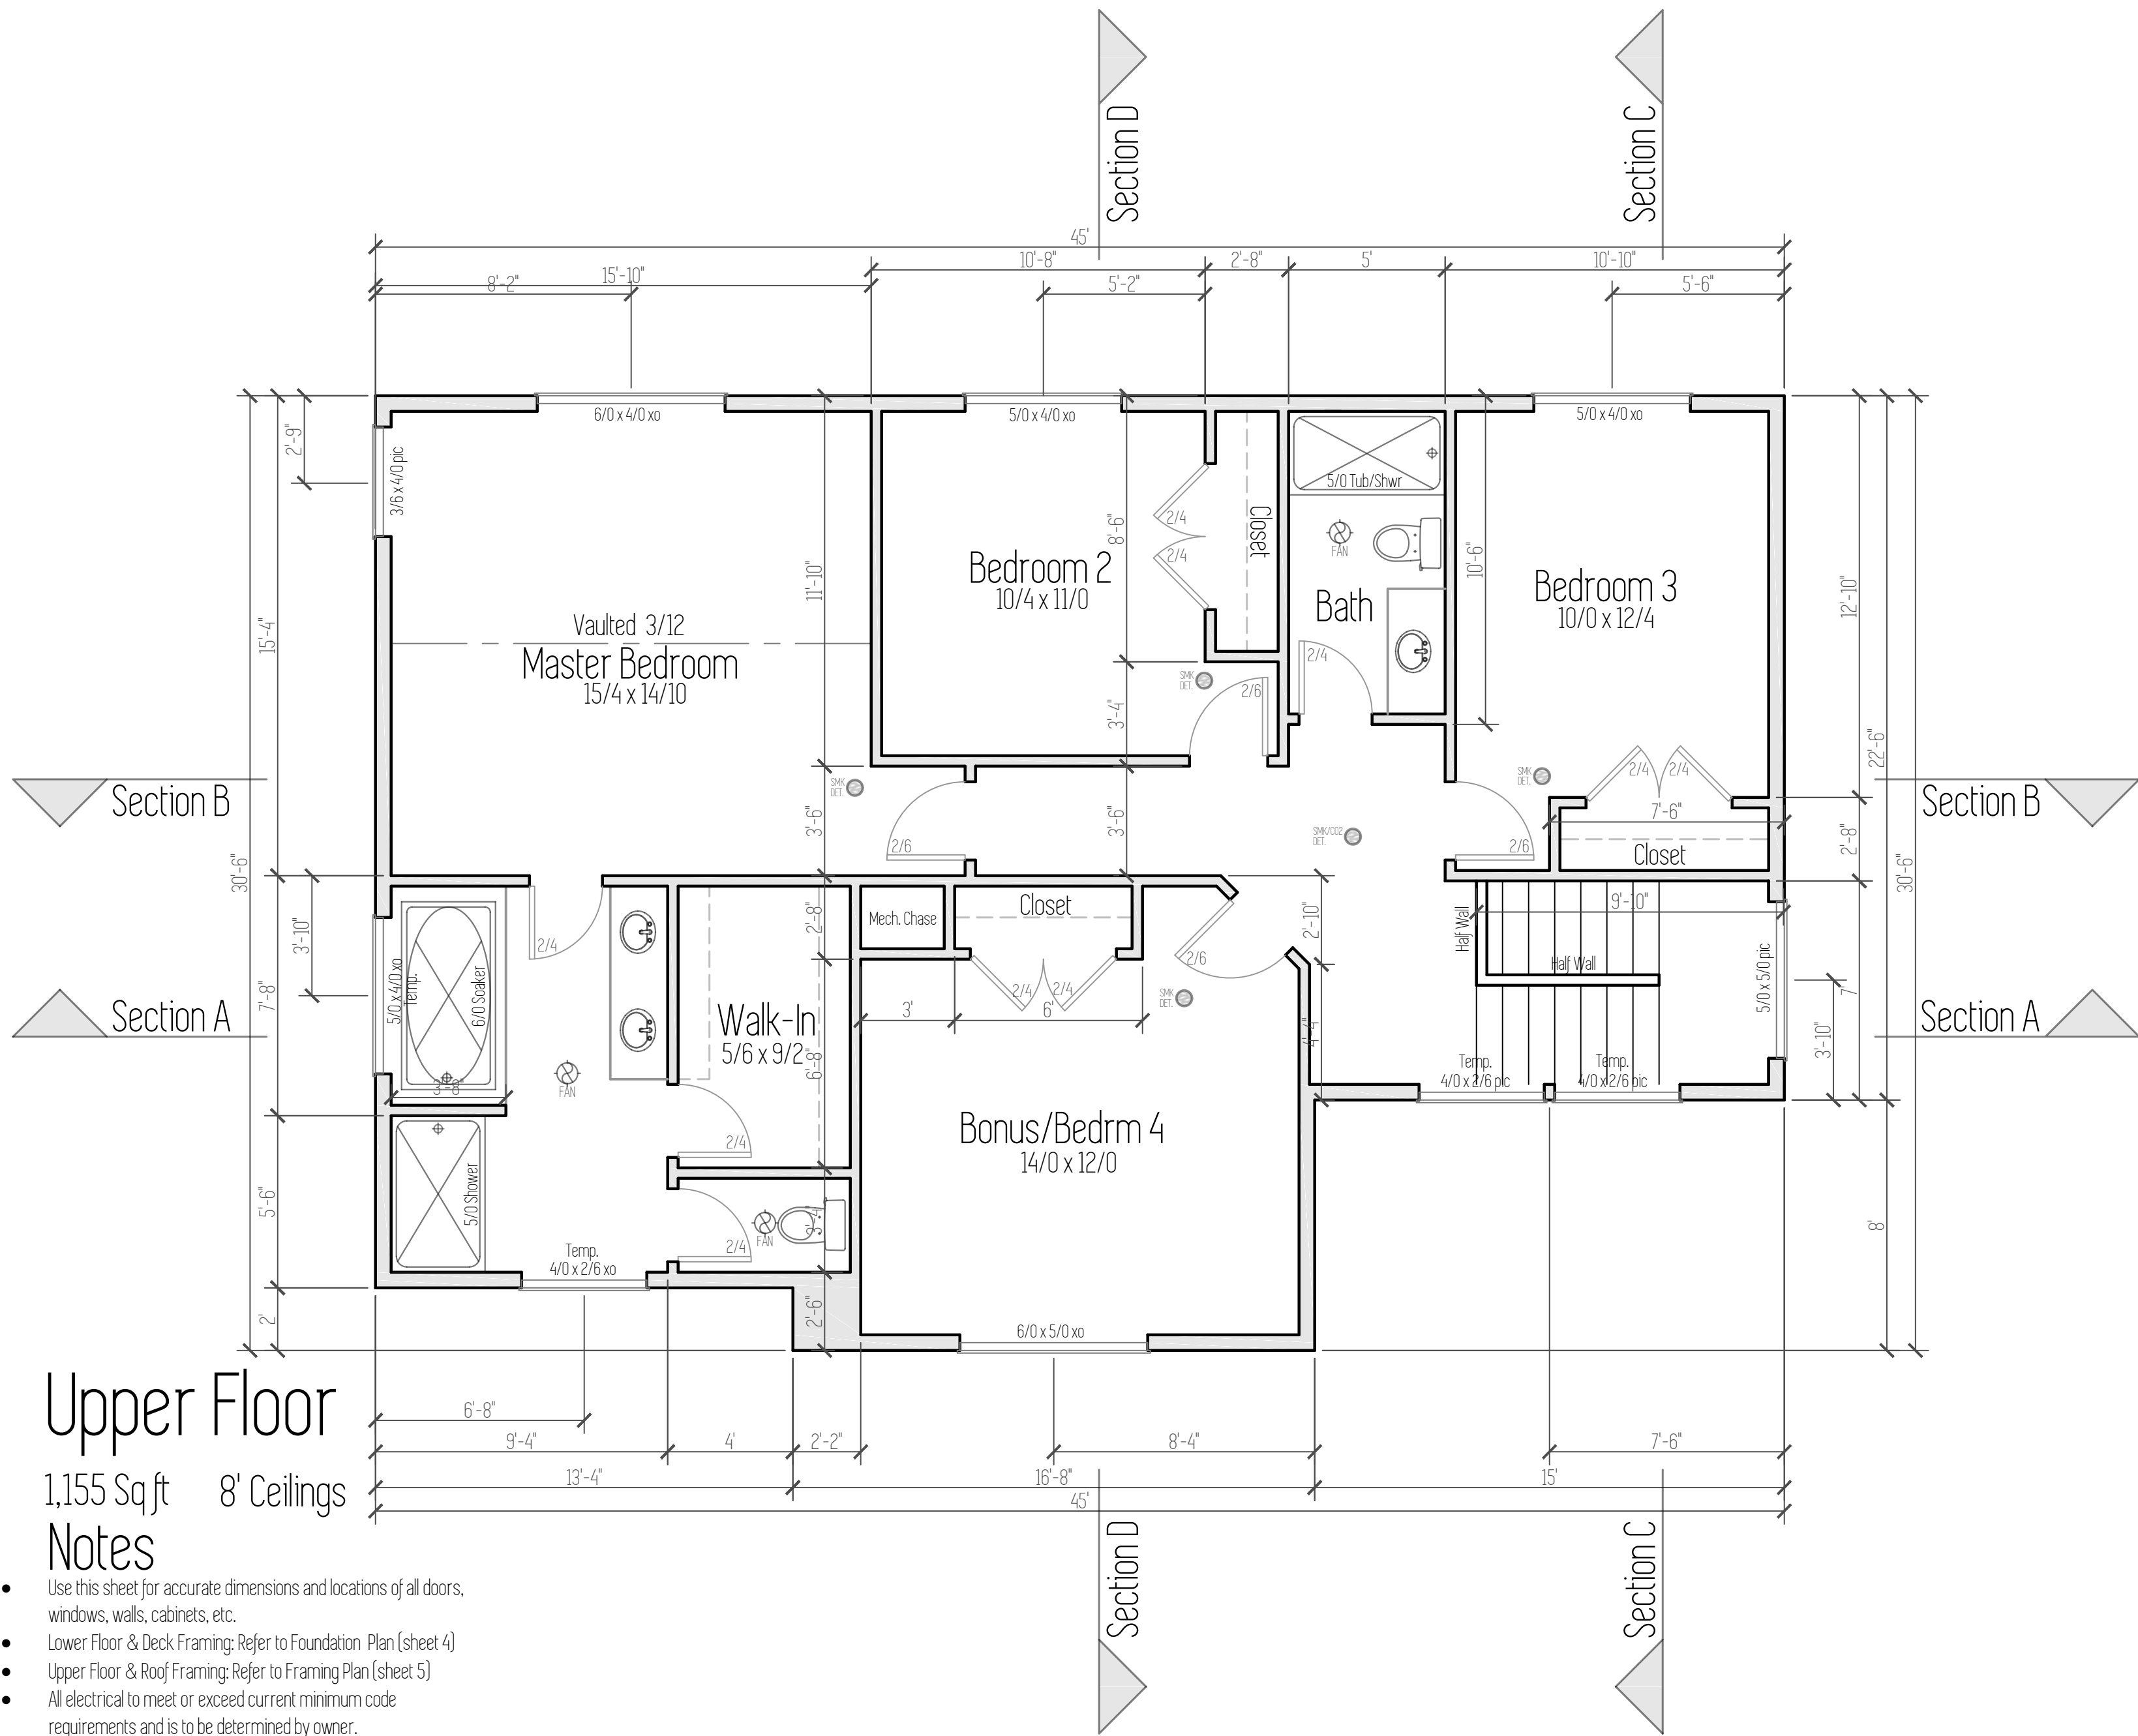 Section D
Section C
45'
10'-8"
2'-8"
5'
10'-10"
15'-10"
8'-2"
5'-2"
5'-6"
6/0 x 4/0 xo
5/0 x 4/0 xo
5/0 x 4/0 xo
2'-9"
3/6 x 4/0 pic
5/0 Tub/Shwr
2/4
8'-6"
2/4
Closet
FAN
10'-6"
11'-10"
Bedroom 2
10/4 x 11/0
Bath
Bedroom 3
10/0 x 12/4
12'-10"
15'-4"
Vaulted 3/12
Master Bedroom
15/4 x 14/10
2/4
SMK
DET.
2/6
3'-4"
22'-6"
SMK
DET.
SMK
DET.
2/4
2/4
Section B
Section B
7'-6"
3'-6"
3'-6"
SMK/CO2
DET.
2/6
2/6
Closet
2'-8"
30'-6"
30'-6"
Mech. Chase
Closet
2'-8"
2'-10"
9'-10"
Half Wall
3'-10"
2/4
5/0 x 4/0 xo
Temp.
6/0 Soaker
2/6
Half Wall
5/0 x 5/0 pic
7'-8"
7'
2/4
2/4
SMK
DET.
Section A
Section A
3'
6'
Walk-In
5/6 x 9/2
6'-8"
4'-4"
3'-10"
3'-8"
FAN
Temp.
4/0 x 2/6 pic
Temp.
4/0 x 2/6 pic
Bonus/Bedrm 4
14/0 x 12/0
2/4
5'-6"
5/0 Shower
3'-4"
8'
FAN
2/4
Temp.
4/0 x 2/6 xo
2'
2'-6"
6/0 x 5/0 xo
6'-8"
9'-4"
4'
2'-2"
8'-4"
7'-6"
13'-4"
16'-8"
15'
45'
Section D
Section C
Upper Floor
1,155 Sq ft 8' Ceilings
Notes
• Use this sheet for accurate dimensions and locations of all doors,
windows, walls, cabinets, etc.
• Lower Floor & Deck Framing: Refer to Foundation Plan (sheet 4)
• Upper Floor & Roof Framing: Refer to Framing Plan (sheet 5)
• All electrical to meet or exceed current minimum code
requirements and is to be determined by owner.